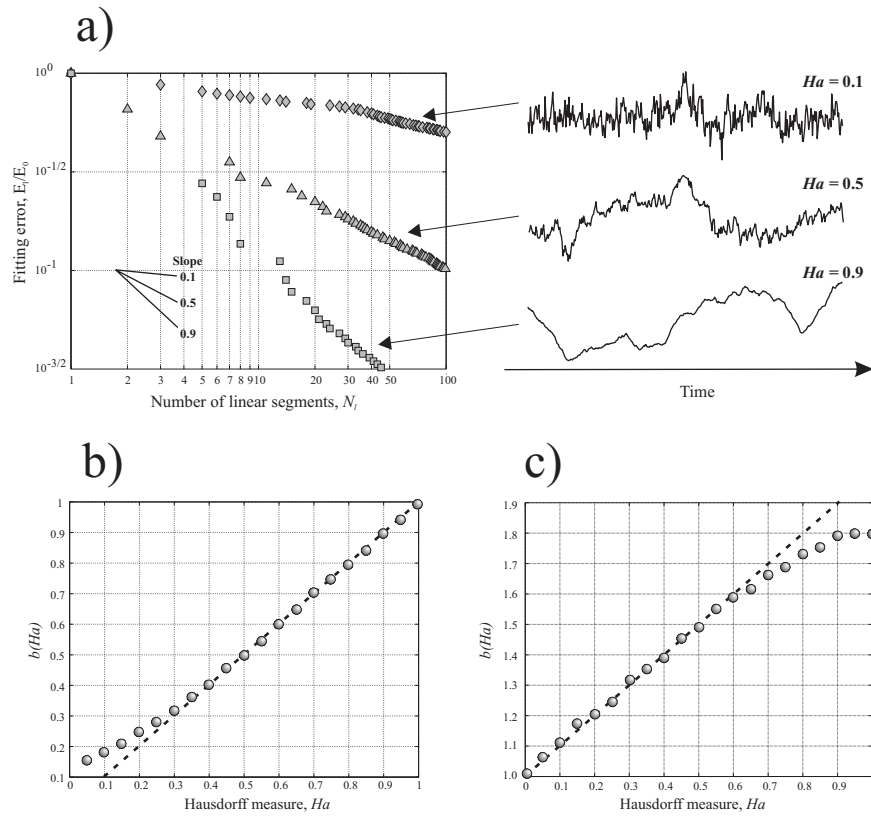 a)
10^0
10^-1/2
10^-1
10^-3/2
Fitting error, E_l/E_0
Slope
0.1
0.5
0.9
1 2 3 4 5 6 7 8 9 10 20 30 40 50 100
Number of linear segments, N_l
Ha = 0.1
Ha = 0.5
Ha = 0.9
Time
b)
1
0.9
0.8
0.7
0.6
0.5
0.4
0.3
0.2
0.1
b(Ha)
0 0.1 0.2 0.3 0.4 0.5 0.6 0.7 0.8 0.9 1
Hausdorff measure, Ha
c)
1.9
1.8
1.7
1.6
1.5
1.4
1.3
1.2
1.1
1.0
b(Ha)
0 0.1 0.2 0.3 0.4 0.5 0.6 0.7 0.8 0.9
Hausdorff measure, Ha